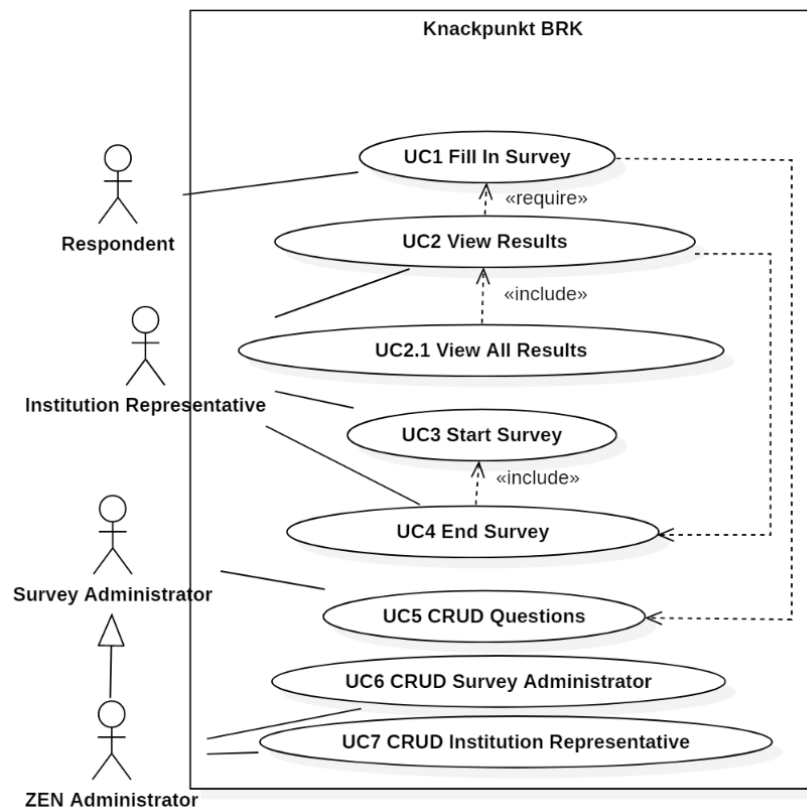 Knackpunkt BRK
UC1 Fill In Survey
«require»
Respondent
UC2 View Results
«include»
UC2.1 View All Results
Institution Representative
UC3 Start Survey
«include»
UC4 End Survey
Survey Administrator
UC5 CRUD Questions
UC6 CRUD Survey Administrator
UC7 CRUD Institution Representative
ZEN Administrator